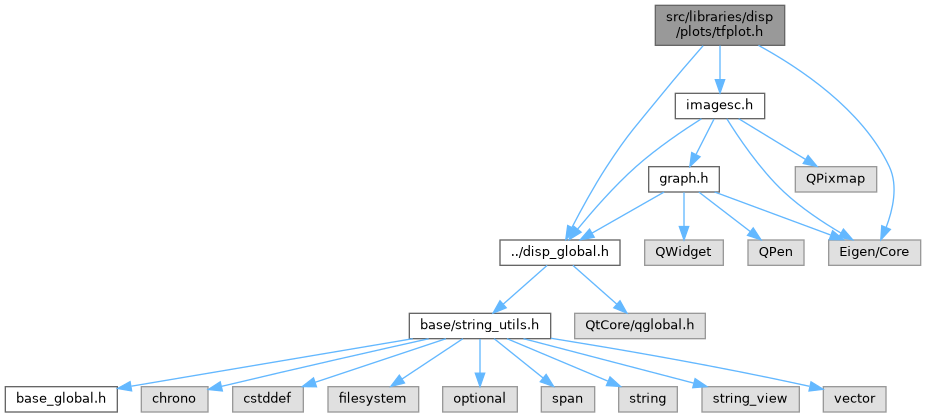 src/libraries/disp
/plots/tfplot.h
imagesc.h
graph.h
QPixmap
../disp_global.h
QWidget
QPen
Eigen/Core
base/string_utils.h
QtCore/qglobal.h
base_global.h
chrono
cstddef
filesystem
optional
span
string
string_view
vector